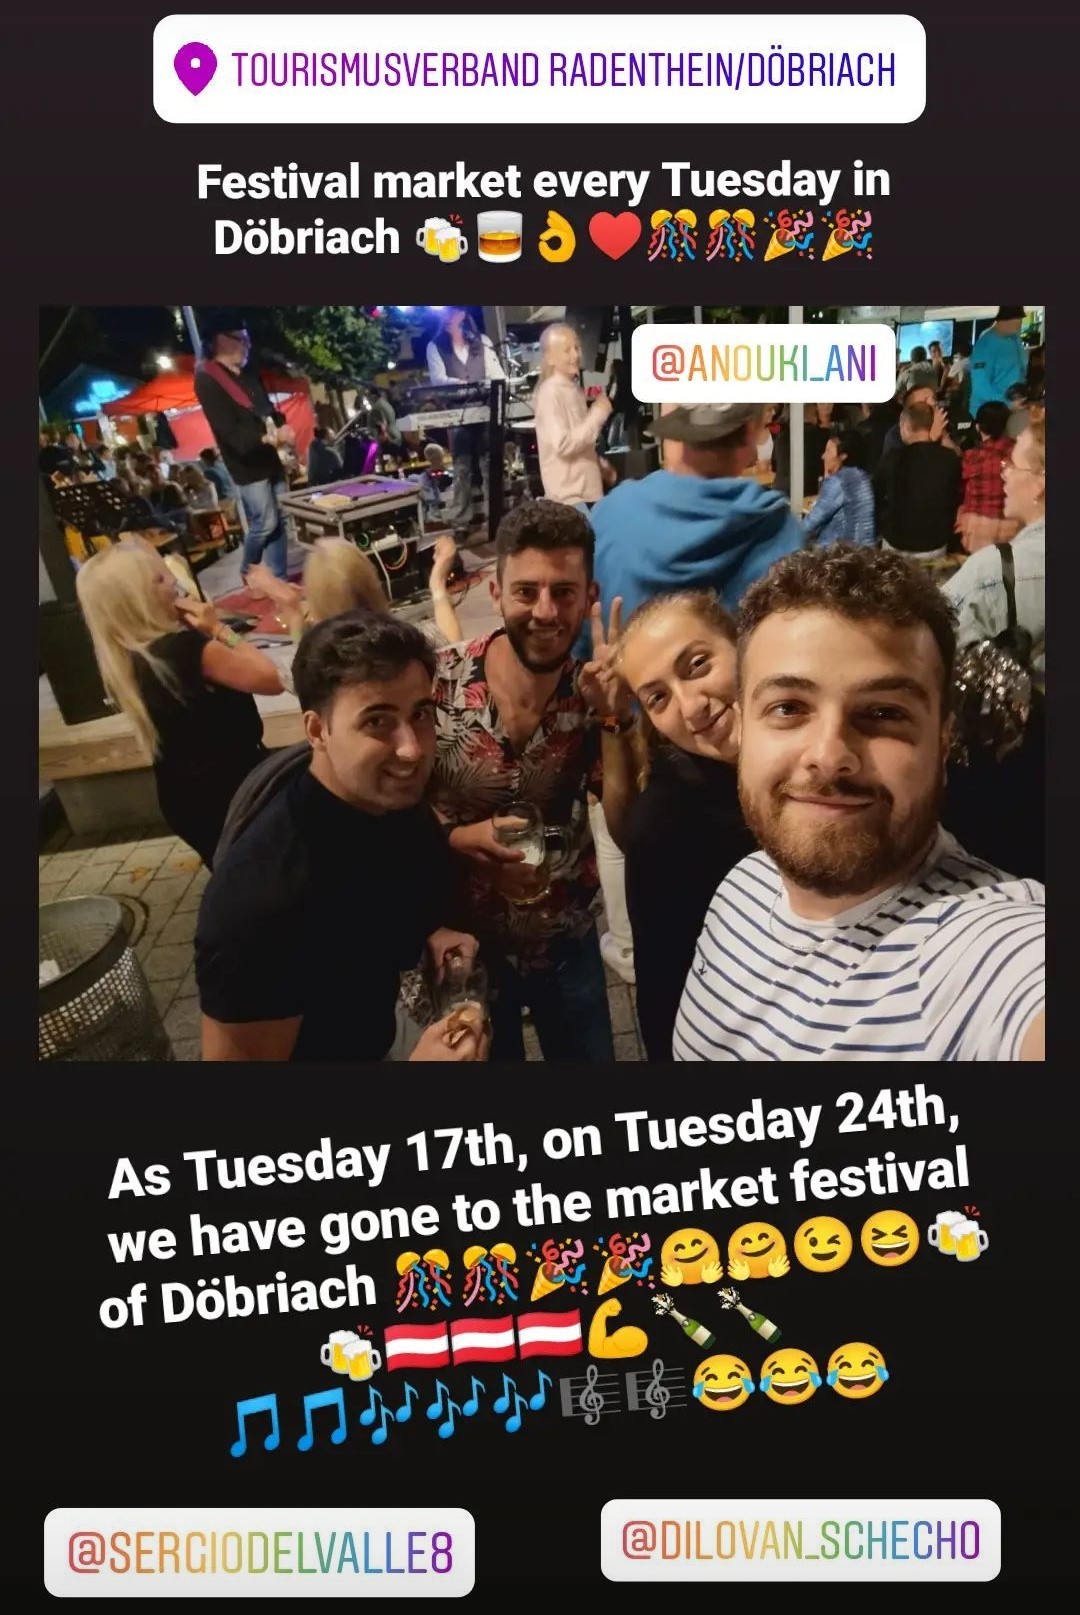 TOURISMUSVERBAND RADENTHEIN/DÖBRIACH
Festival market every Tuesday in
Döbriach 🍻🥃👌♥️🎊🎊🎉🎉
@ANOUKI_ANI
As Tuesday 17th, on Tuesday 24th,
we have gone to the market festival
of Döbriach 🎊🎊🎉🎉🤗🤗😉😆🍻
🍻🇦🇹🇦🇹🇦🇹💪🍾🍾
🎵🎵🎶🎶🎶🎼🎼😂😂😂
@SERGIODELVALLE8
@DILOVAN_SCHECHO